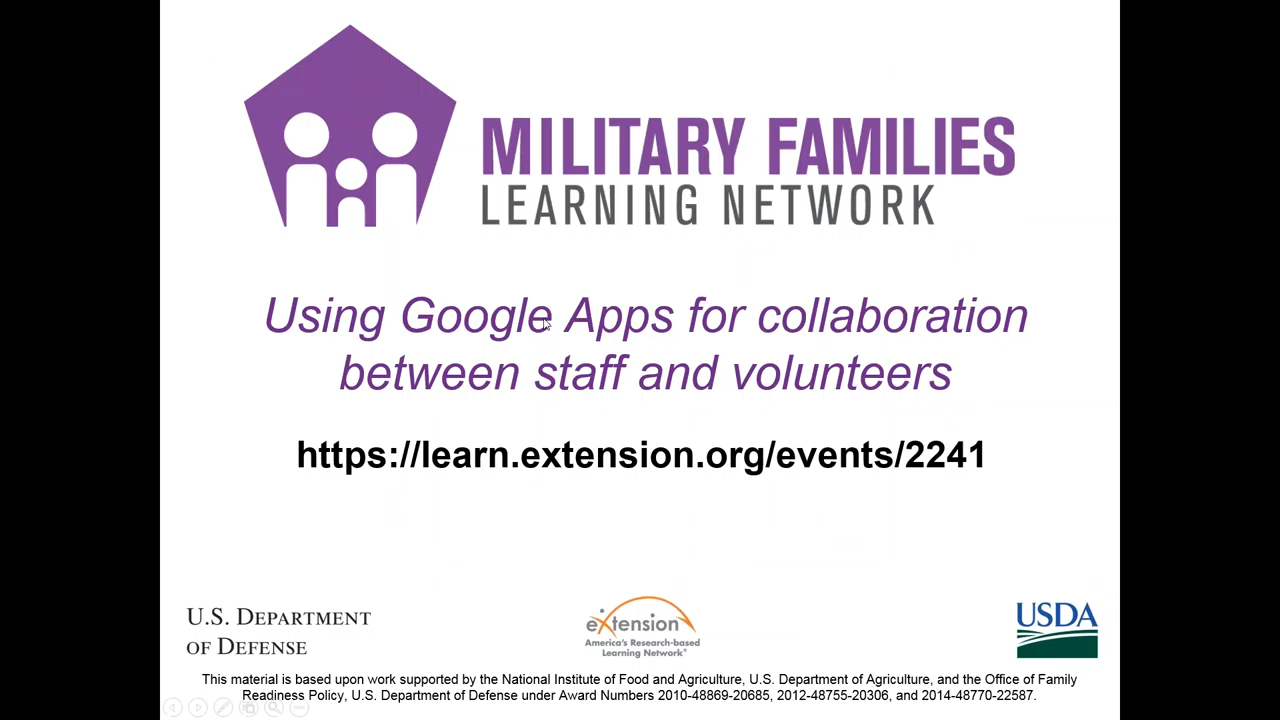 MILITARY FAMILIES
LEARNING NETWORK
Using Google Apps for collaboration
between staff and volunteers
https://learn.extension.org/events/2241
U.S. DEPARTMENT
OF DEFENSE
eXtension
America's Research-based
Learning Network®
USDA
This material is based upon work supported by the National Institute of Food and Agriculture, U.S. Department of Agriculture, and the Office of Family
Readiness Policy, U.S. Department of Defense under Award Numbers 2010-48869-20685, 2012-48755-20306, and 2014-48770-22587.